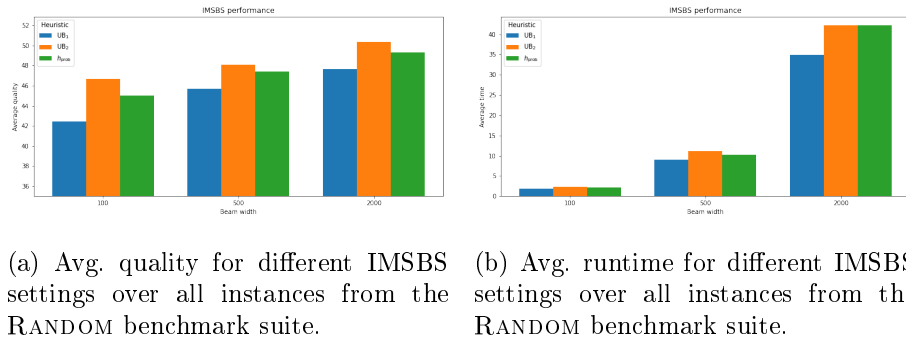 IMSBS performance
Heuristic
UB1
UB2
hprob
Average quality
52
50
48
46
44
42
40
38
36
100
500
2000
Beam width
IMSBS performance
Heuristic
UB1
UB2
hprob
Average time
40
35
30
25
20
15
10
5
0
100
500
2000
Beam width
(a) Avg. quality for different IMSBS
settings over all instances from the
RANDOM benchmark suite.
(b) Avg. runtime for different IMSBS
settings over all instances from th
RANDOM benchmark suite.